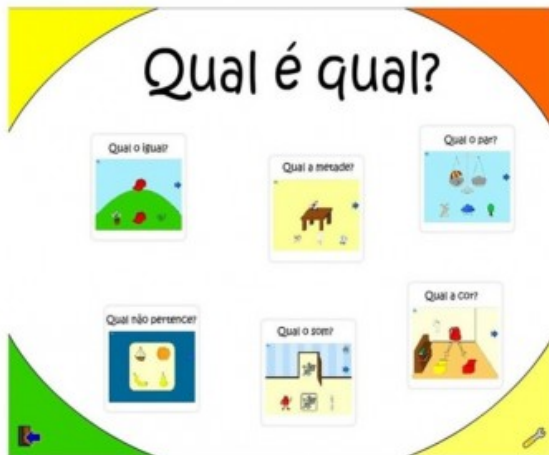 Qual é qual?
Qual o igual?
Qual a metade?
Qual o par?
Qual não pertence?
Qual o som?
Qual a cor?